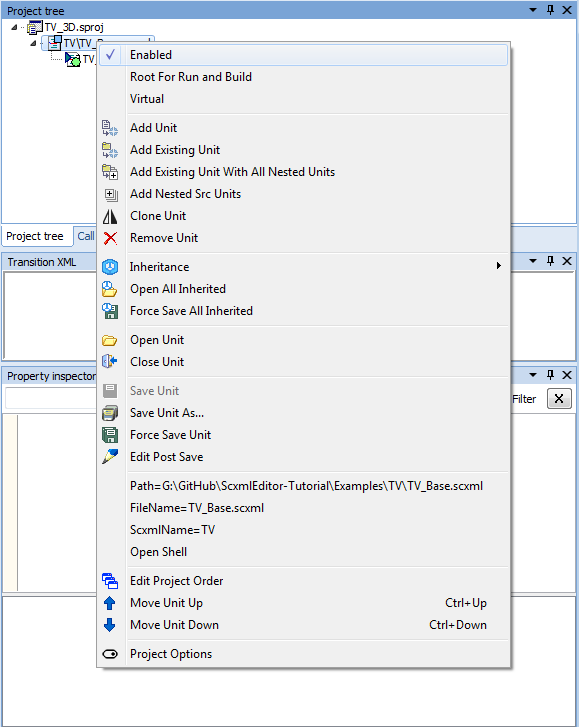 Project tree
TV_3D.sproj
TV\TV_B
TV_
Enabled
Root For Run and Build
Virtual
Add Unit
Add Existing Unit
Add Existing Unit With All Nested Units
Add Nested Src Units
Clone Unit
Remove Unit
Project tree
Call
Transition XML
Inheritance
Open All Inherited
Force Save All Inherited
Open Unit
Close Unit
Property inspector
Filter
X
Save Unit
Save Unit As...
Force Save Unit
Edit Post Save
Path=G:\GitHub\ScxmlEditor-Tutorial\Examples\TV\TV_Base.scxml
FileName=TV_Base.scxml
ScxmlName=TV
Open Shell
Edit Project Order
Move Unit Up Ctrl+Up
Move Unit Down Ctrl+Down
Project Options